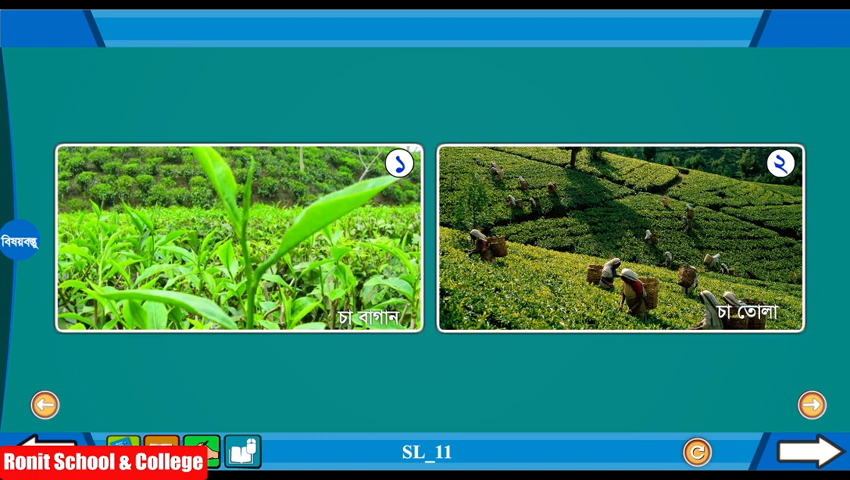 ১
২
চা বাগান
চা তোলা
বিষয়বস্তু
SL_11
Ronit School & College